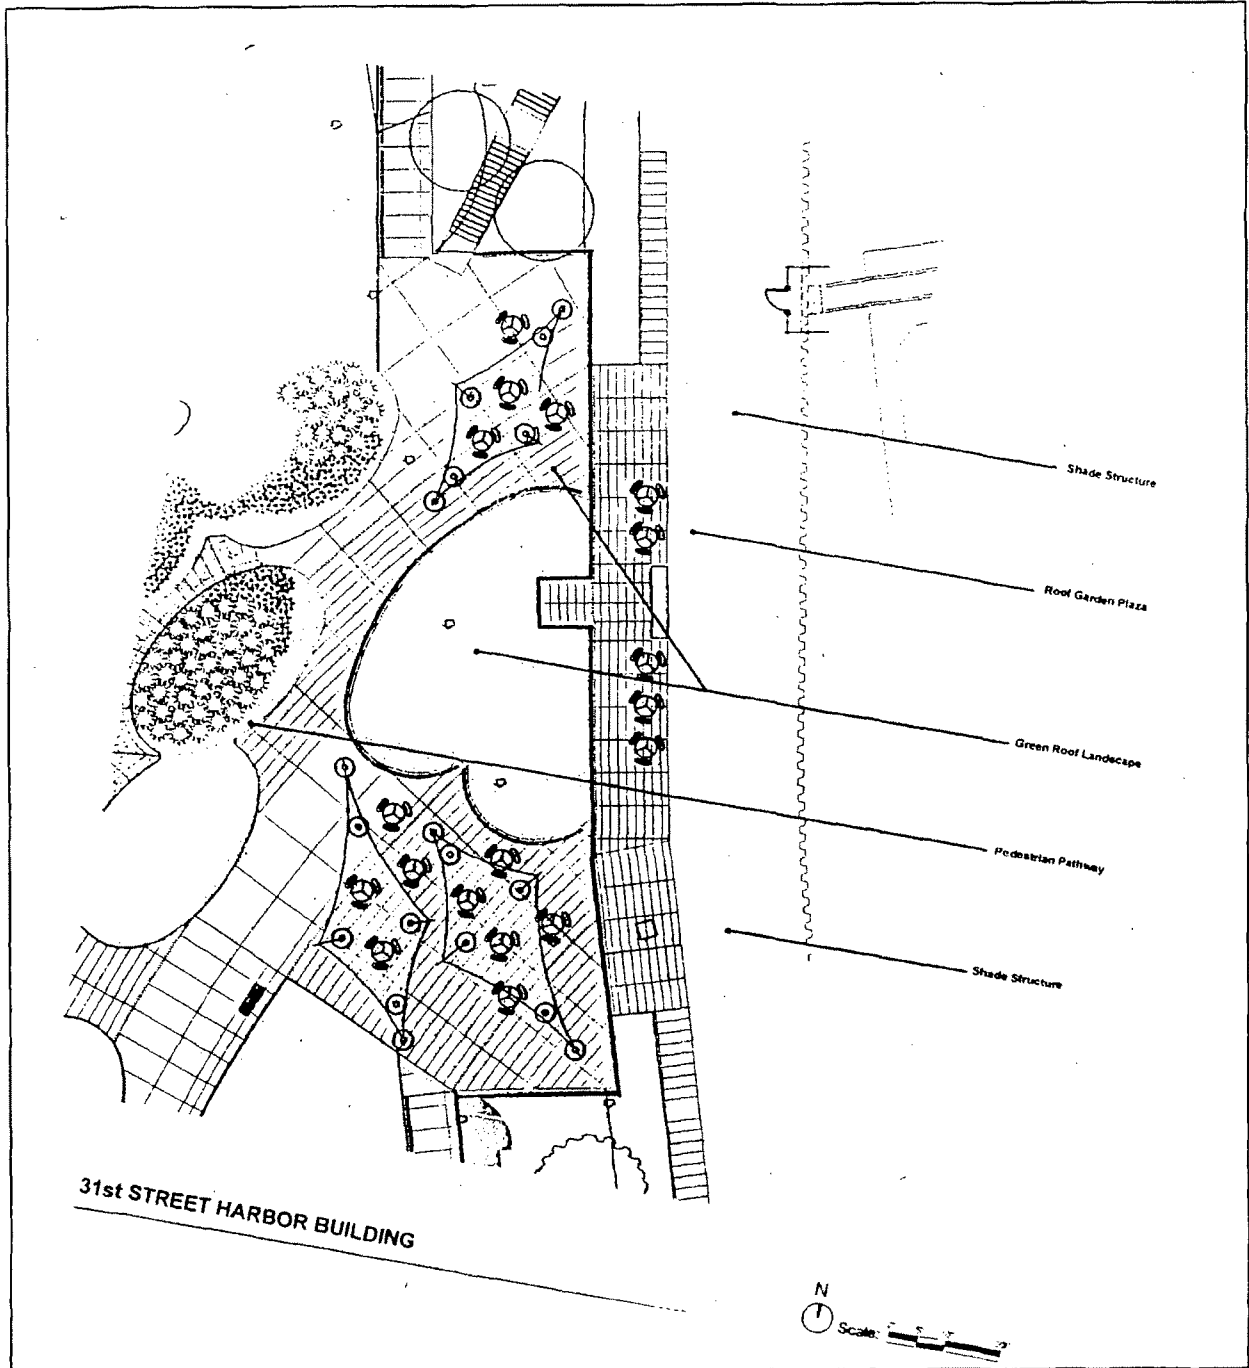 Shade Structure
Roof Garden Plaza
Green Roof Landscape
Pedestrian Pathway
Shade Structure
31st STREET HARBOR BUILDING
N
Scale: